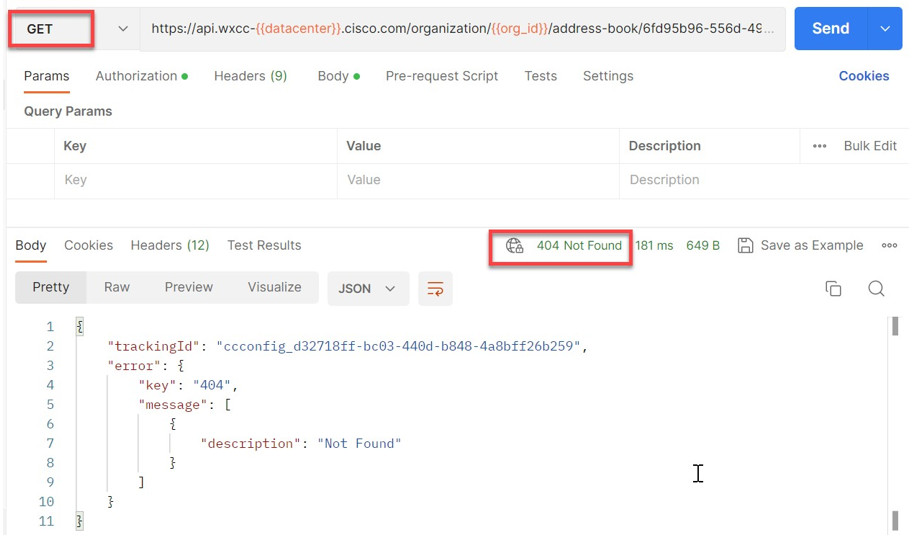 GET https://api.wxcc-{{datacenter}}.cisco.com/organization/{{org_id}}/address-book/6fd95b96-556d-49... Send
Params Authorization Headers (9) Body Pre-request Script Tests Settings Cookies
Query Params
Key Value Description ••• Bulk Edit
Key Value Description
Body Cookies Headers (12) Test Results 404 Not Found 181 ms 649 B Save as Example •••
Pretty Raw Preview Visualize JSON
1 {
2 "trackingId": "ccconfig_d32718ff-bc03-440d-b848-4a8bff26b259",
3 "error": {
4 "key": "404",
5 "message": [
6 {
7 "description": "Not Found"
8 }
9 ]
10 }
11 }